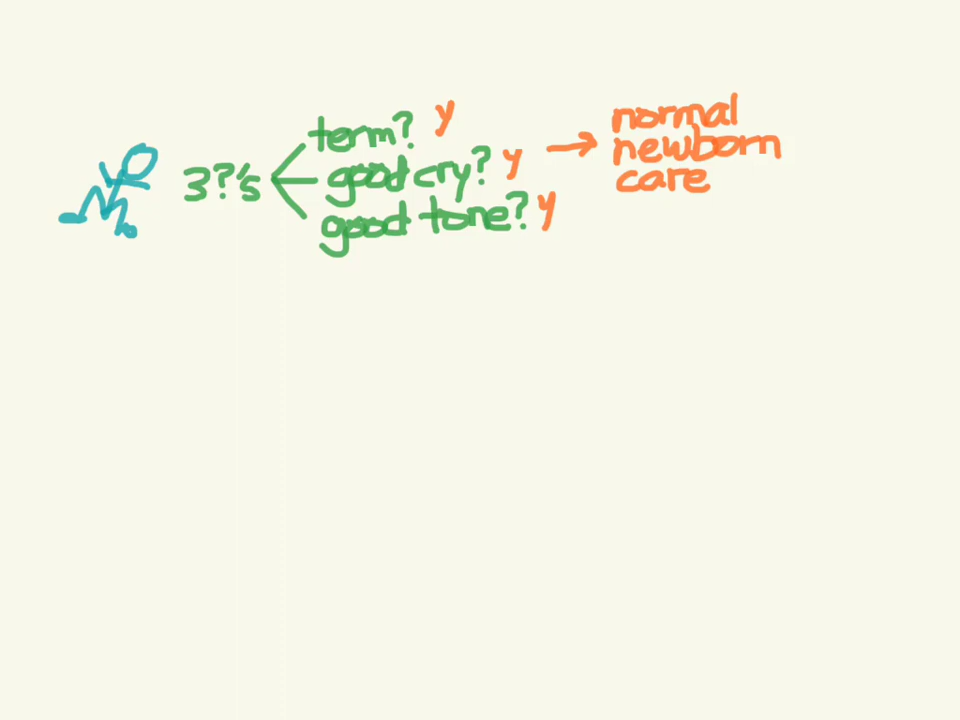 3?'s
term? y
good cry? y
good tone? y
→ normal
newborn
care